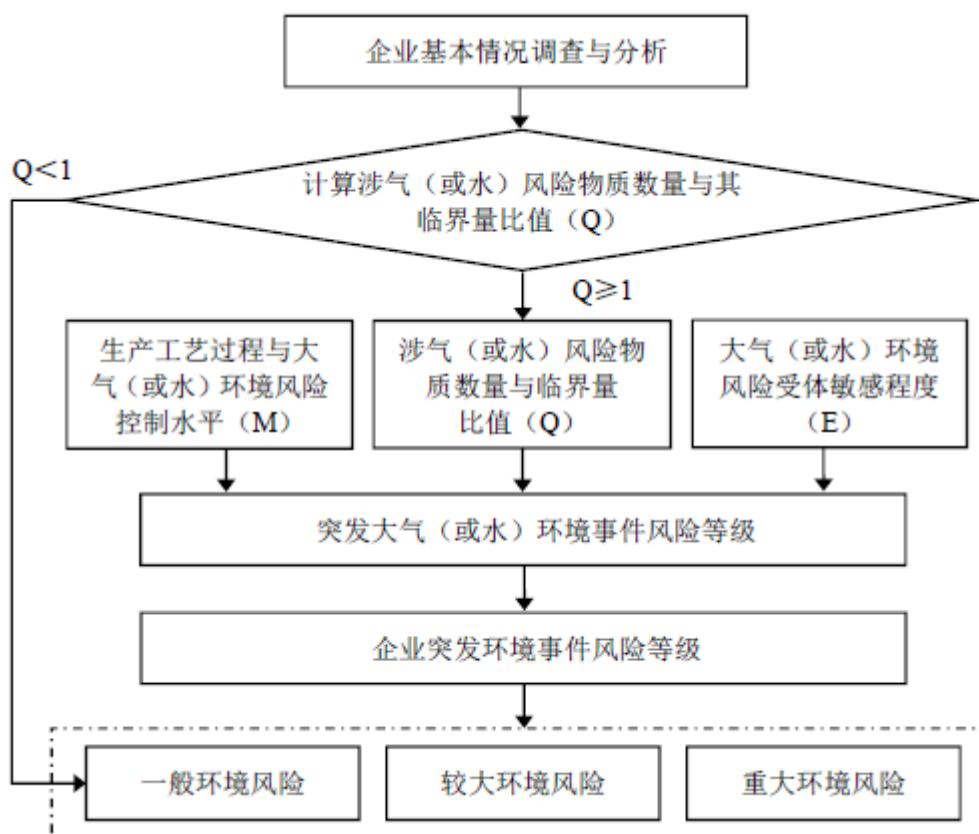 企业基本情况调查与分析
Q＜1
计算涉气（或水）风险物质数量与其
临界量比值（Q）
Q≥1
生产工艺过程与大
气（或水）环境风险
控制水平（M）
涉气（或水）风险物
质数量与临界量
比值（Q）
大气（或水）环境
风险受体敏感程度
（E）
突发大气（或水）环境事件风险等级
企业突发环境事件风险等级
一般环境风险
较大环境风险
重大环境风险